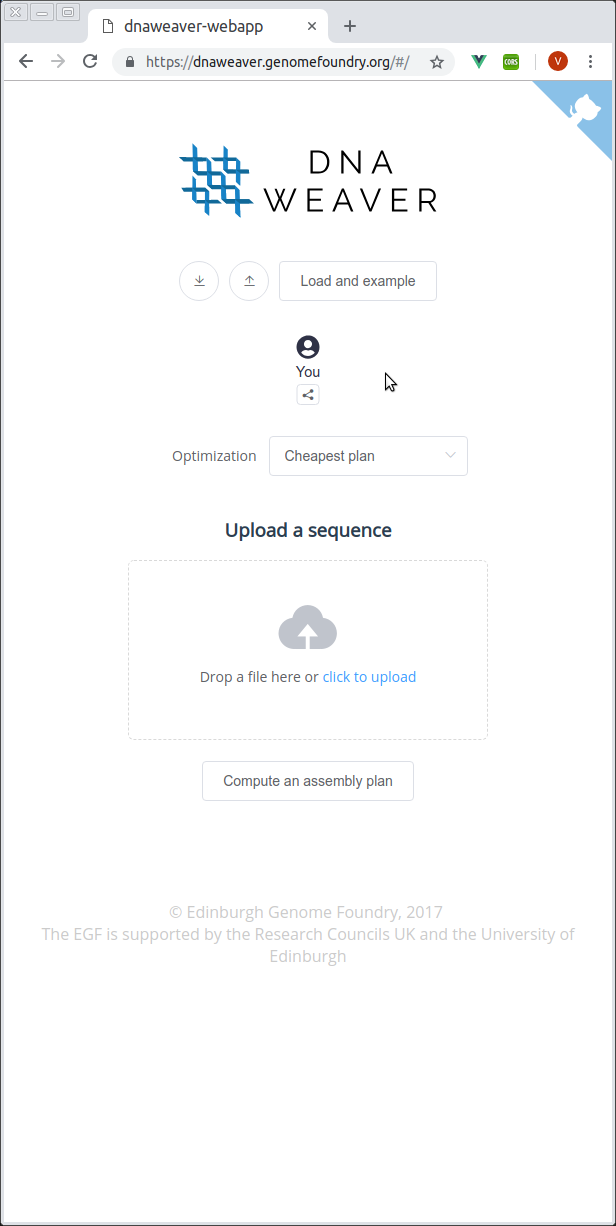 dnaweaver-webapp
https://dnaweaver.genomefoundry.org/#/
CORS
V
DNA
WEAVER
Load and example
You
Optimization
Cheapest plan
Upload a sequence
Drop a file here or click to upload
Compute an assembly plan
© Edinburgh Genome Foundry, 2017
The EGF is supported by the Research Councils UK and the University of
Edinburgh